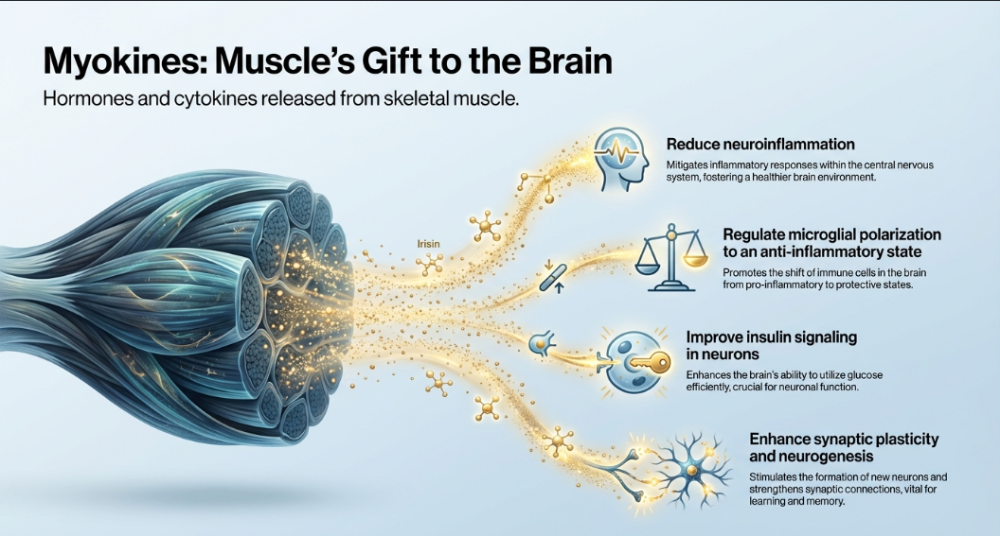 Myokines: Muscle's Gift to the Brain
Hormones and cytokines released from skeletal muscle.
Reduce neuroinflammation
Mitigates inflammatory responses within the central nervous
system, fostering a healthier brain environment.
Irisin
Regulate microglial polarization
to an anti-inflammatory state
Promotes the shift of immune cells in the brain
from pro-inflammatory to protective states.
Improve insulin signaling
in neurons
Enhances the brain's ability to utilize glucose
efficiently, crucial for neuronal function.
Enhance synaptic plasticity
and neurogenesis
Stimulates the formation of new neurons and
strengthens synaptic connections, vital for
learning and memory.